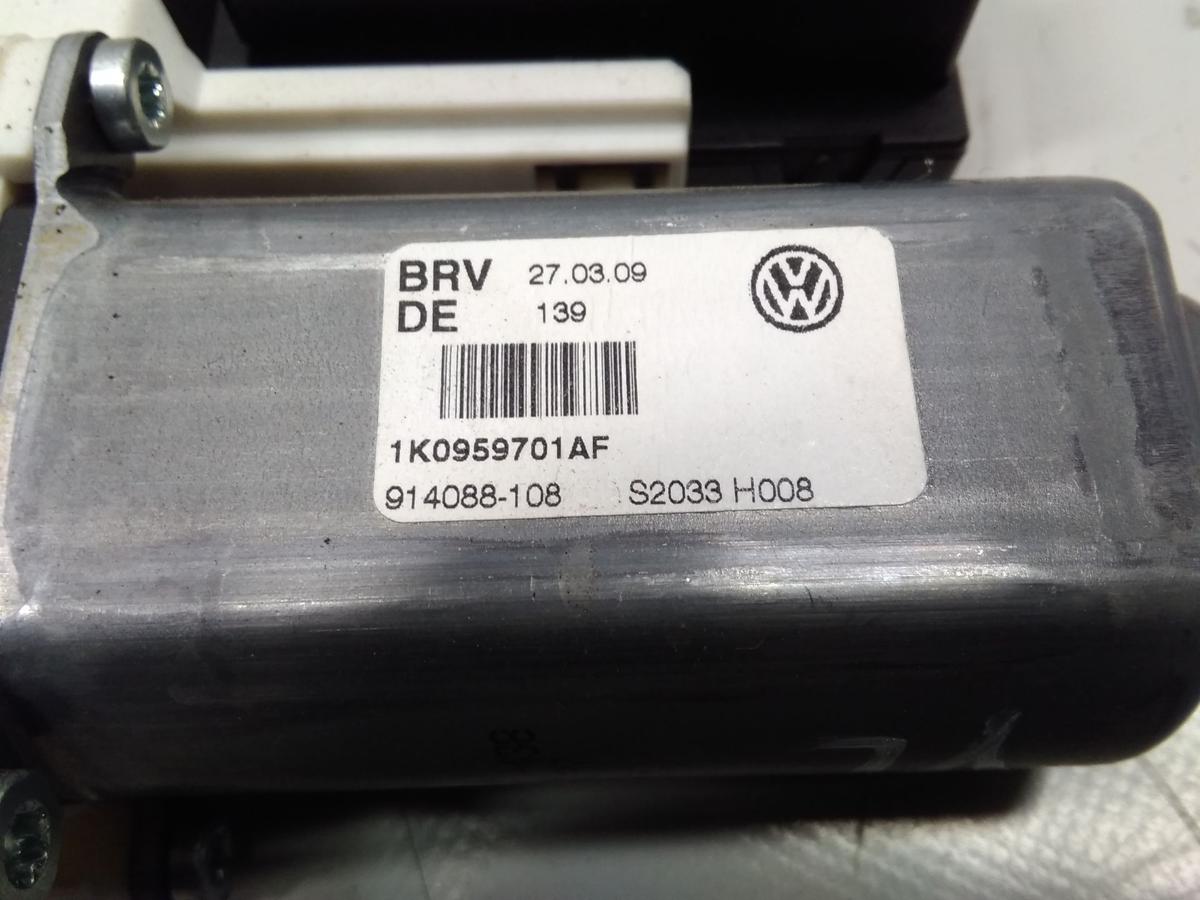 BRV 27.03.09
DE 139
1K0959701AF
914088-108 S2033 H008